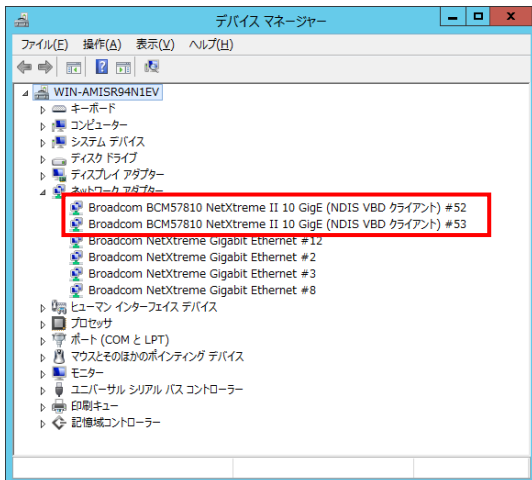 デバイス マネージャー
ファイル(F) 操作(A) 表示(V) ヘルプ(H)
WIN-AMISR94N1EV
キーボード
コンピューター
システム デバイス
ディスク ドライブ
ディスプレイ アダプター
ネットワーク アダプター
Broadcom BCM57810 NetXtreme II 10 GigE (NDIS VBD クライアント) #52
Broadcom BCM57810 NetXtreme II 10 GigE (NDIS VBD クライアント) #53
Broadcom NetXtreme Gigabit Ethernet #12
Broadcom NetXtreme Gigabit Ethernet #2
Broadcom NetXtreme Gigabit Ethernet #3
Broadcom NetXtreme Gigabit Ethernet #8
ヒューマン インターフェイス デバイス
プロセッサ
ポート (COM と LPT)
マウスとそのほかのポインティング デバイス
モニター
ユニバーサル シリアル バス コントローラー
印刷キュー
記憶域コントローラー